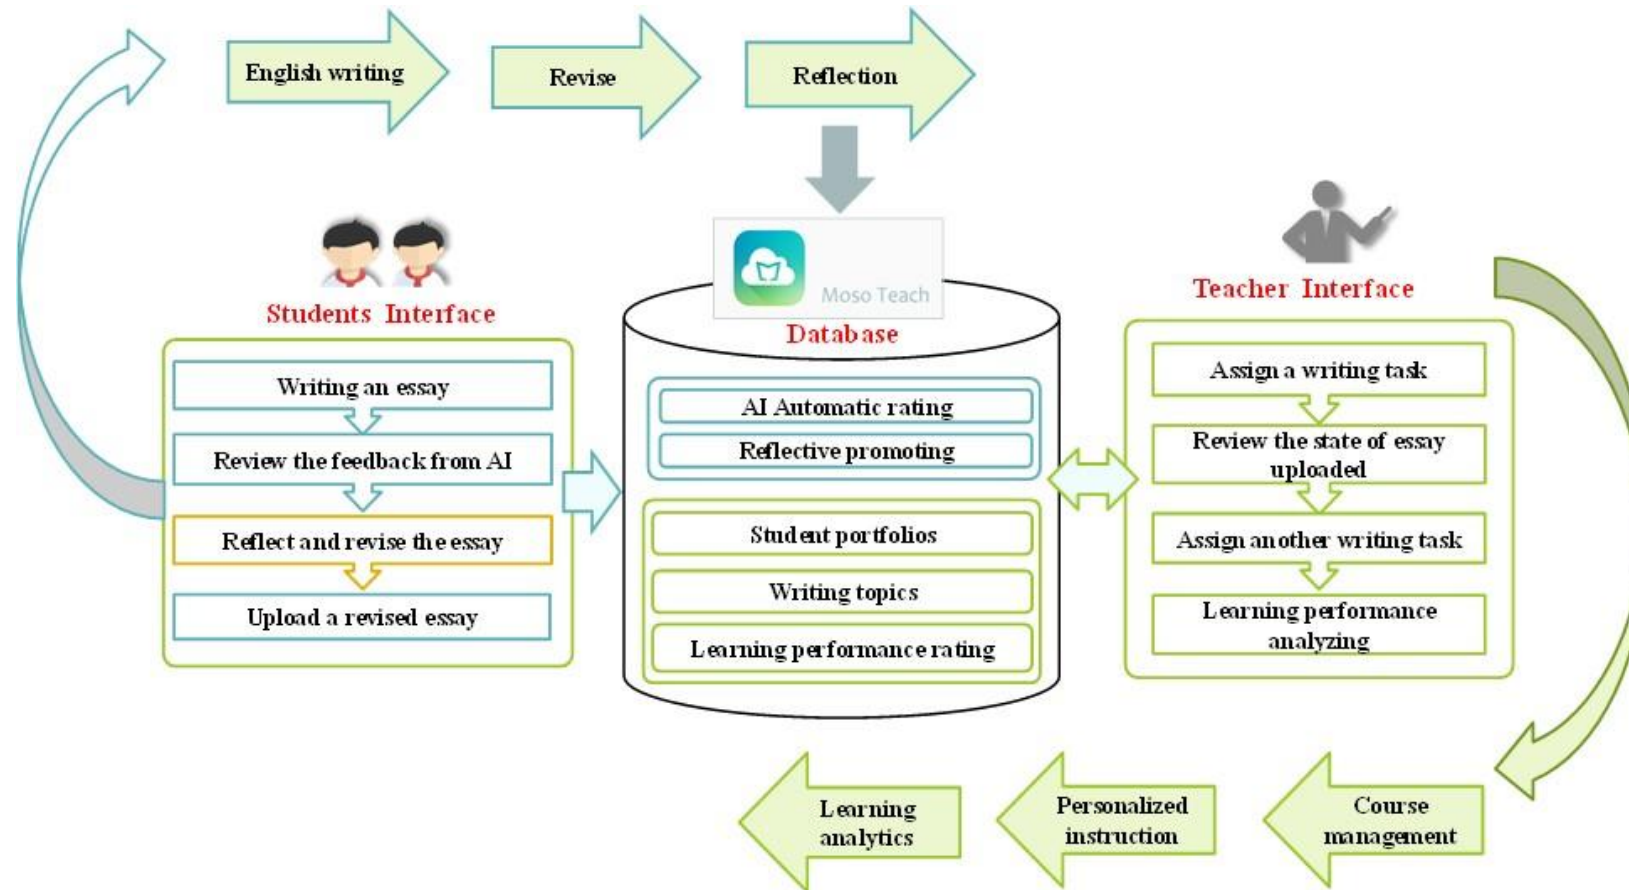 English writing
Revise
Reflection
Moso Teach
Students Interface
Writing an essay
Review the feedback from AI
Reflect and revise the essay
Upload a revised essay
Database
AI Automatic rating
Reflective promoting
Student portfolios
Writing topics
Learning performance rating
Teacher Interface
Assign a writing task
Review the state of essay
uploaded
Assign another writing task
Learning performance
analyzing
Learning
analytics
Personalized
instruction
Course
management